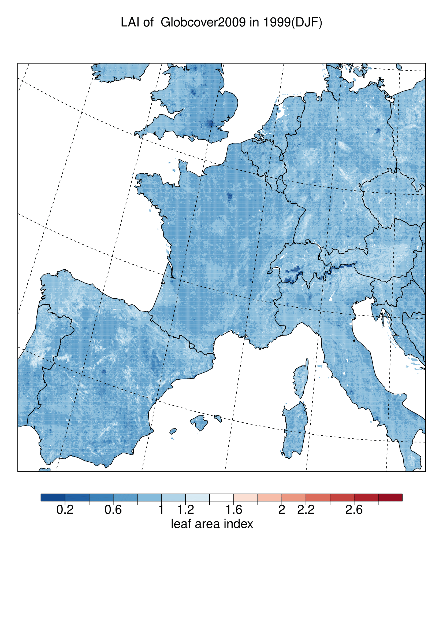 LAI of  Globcover2009 in 1999(DJF)
0.2 0.6 1 1.2 1.6 2 2.2 2.6
leaf area index